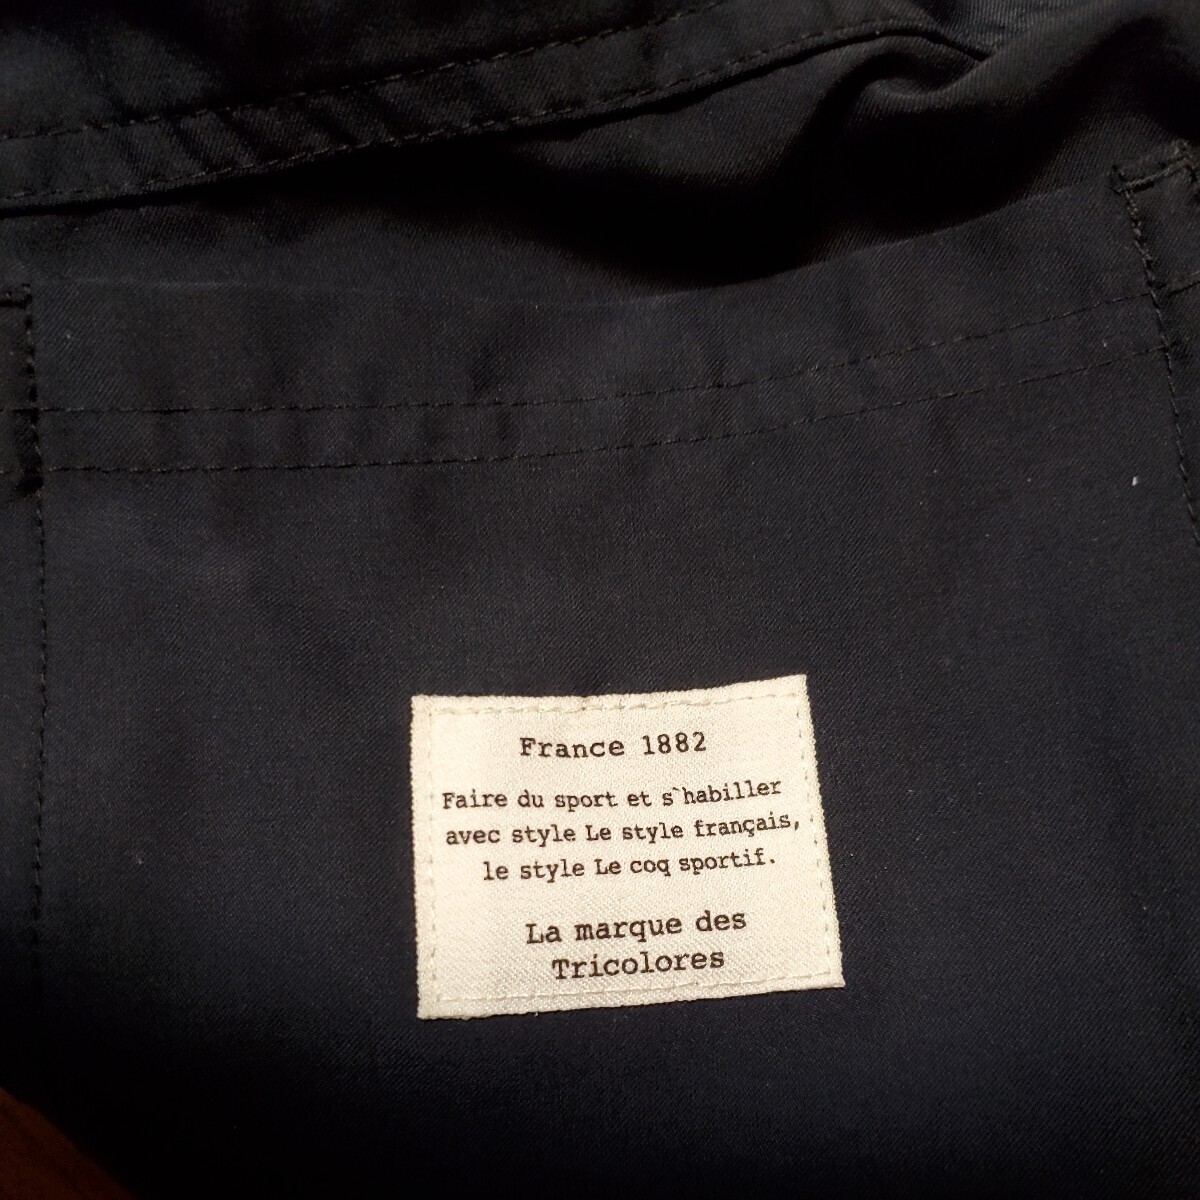 France 1882
Faire du sport et s`habiller
avec style Le style français,
le style Le coq sportif.
La marque des
Tricolores